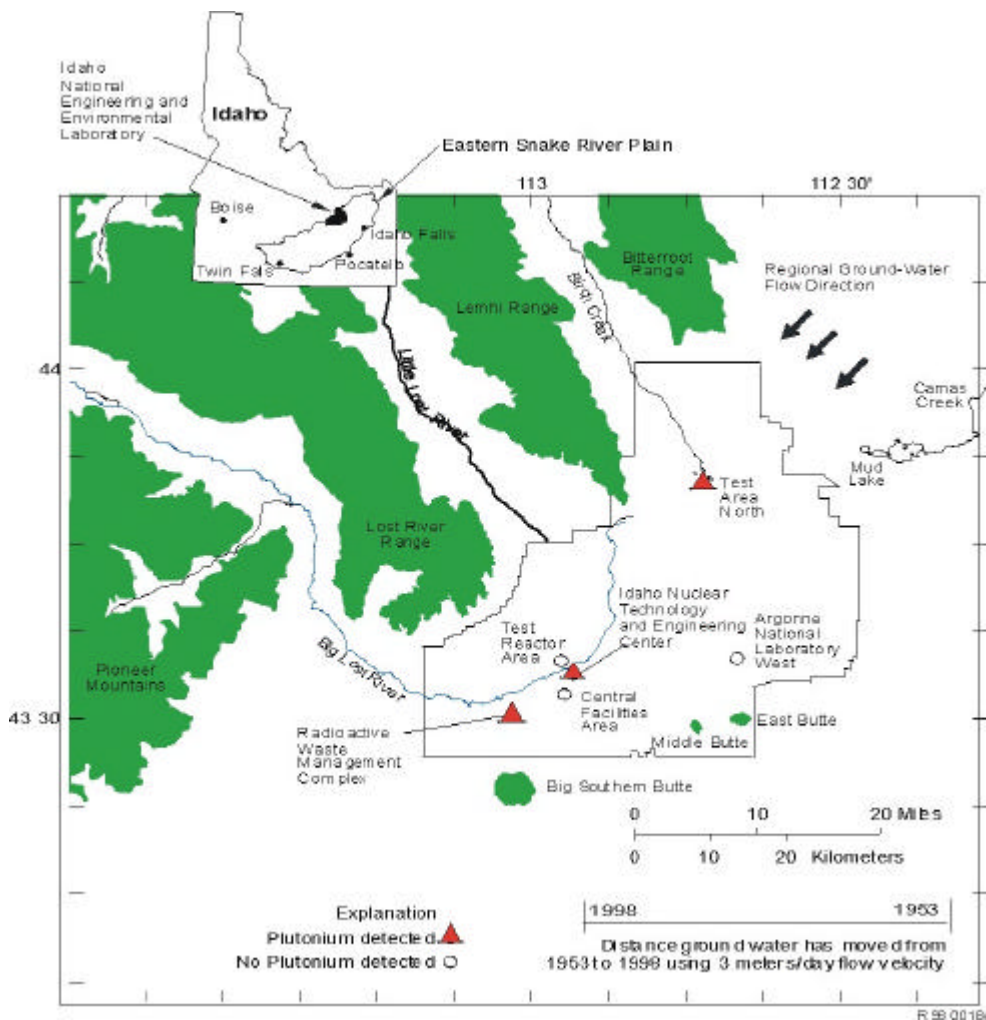 Idaho
National
Engineering and
Environmental
Laboratory
Idaho
Eastern Snake River Plain
Boise
Idaho Falls
Twin Falls
Pocatello
113
112 30'
Bitterroot
Range
Regional Ground-Water
Flow Direction
Birch Creek
Lemhi Range
Little Lost River
44
Camas
Creek
Mud
Lake
Test
Area
North
Lost River
Range
Idaho Nuclear
Technology
and Engineering
Center
Argonne
National
Laboratory
West
Test
Reactor
Area
Pioneer
Mountains
Big Lost River
43 30
Central
Facilities
Area
East Butte
Middle Butte
Radioactive
Waste
Management
Complex
Big Southern Butte
0 10 20 Miles
0 10 20 Kilometers
Explanation
Plutonium detected
No Plutonium detected
1998 1953
Distance ground water has moved from
1953 to 1998 using 3 meters/day flow velocity